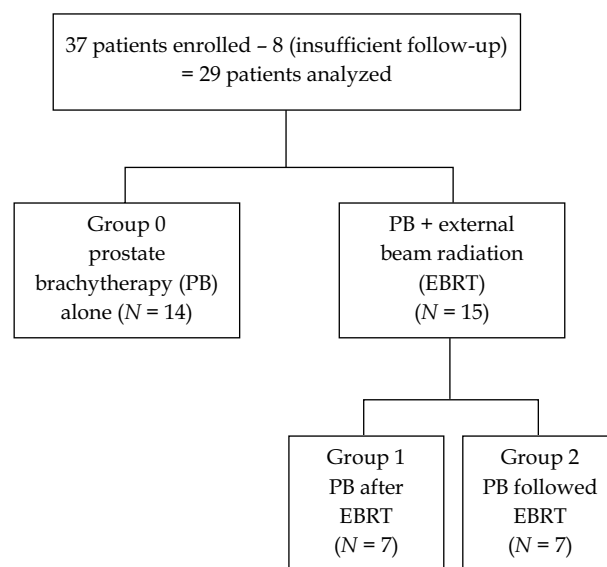 37 patients enrolled – 8 (insufficient follow-up)
= 29 patients analyzed
Group 0
prostate
brachytherapy (PB)
alone (N = 14)
PB + external
beam radiation
(EBRT)
(N = 15)
Group 1
PB after
EBRT
(N = 7)
Group 2
PB followed
EBRT
(N = 7)